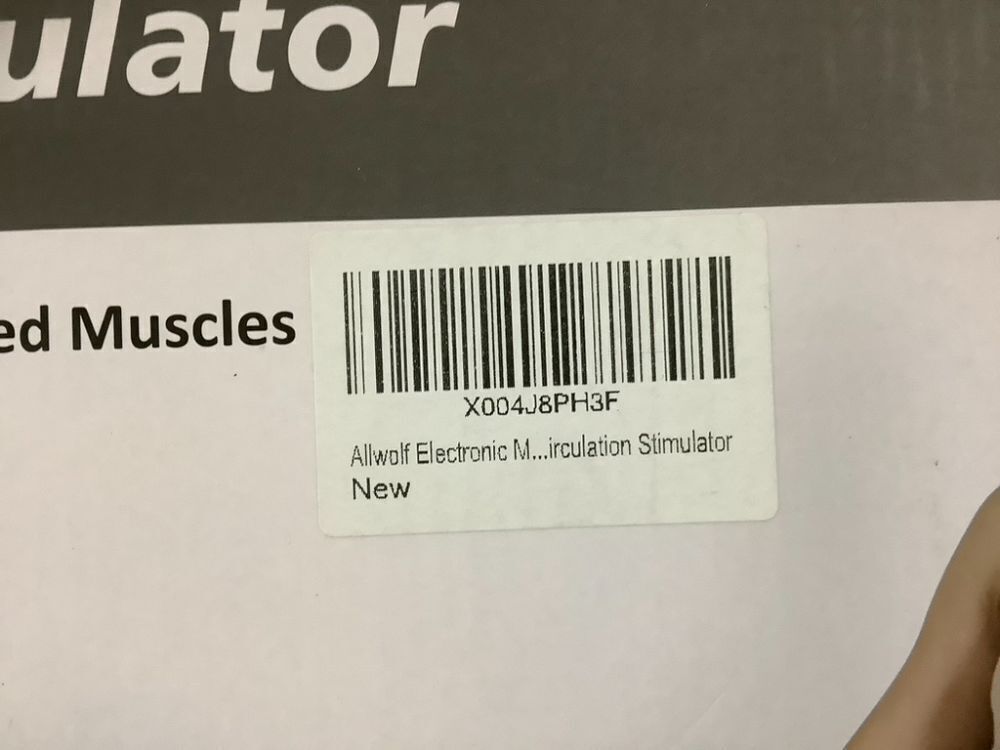 ulator
ed Muscles
X004J8PH3F
Allwolf Electronic M...irculation Stimulator
New